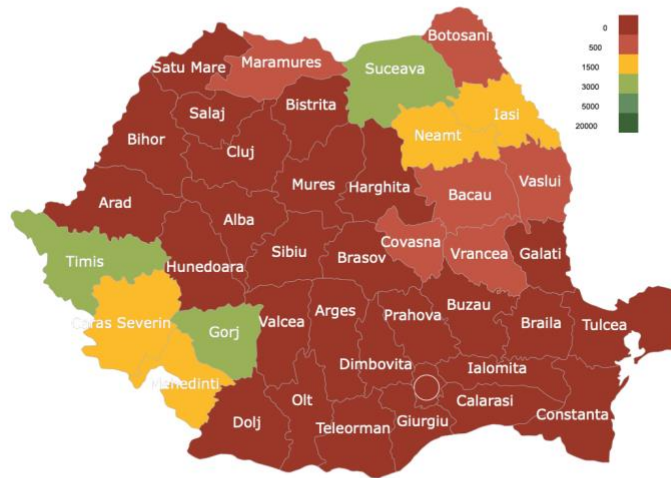 Botosani
0
500
1500
3000
5000
20000
Satu Mare
Maramures
Suceava
Salaj
Bistrita
Iasi
Bihor
Cluj
Neamt
Mures
Harghita
Vaslui
Arad
Bacau
Alba
Covasna
Timis
Hunedoara
Sibiu
Brasov
Vrancea
Galati
Caras Severin
Gorj
Valcea
Arges
Prahova
Buzau
Braila
Tulcea
Dimbovita
Ialomita
Mehedinti
Olt
Calarasi
Dolj
Teleorman
Giurgiu
Constanta